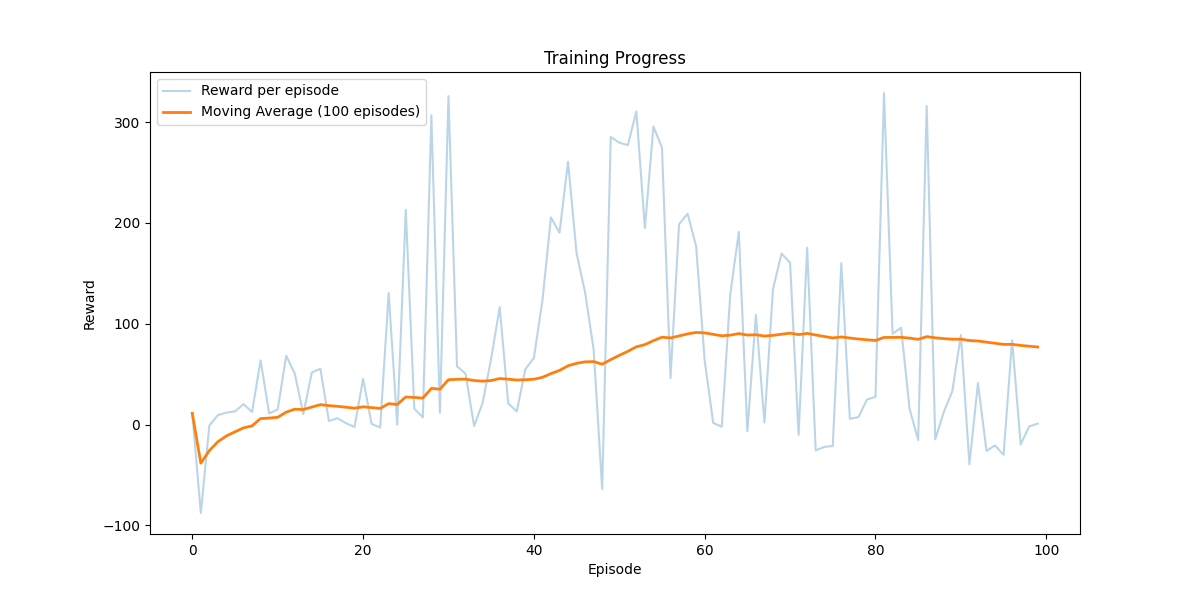 Training Progress
Reward per episode
Moving Average (100 episodes)
300
200
100
0
−100
Reward
0
20
40
60
80
100
Episode